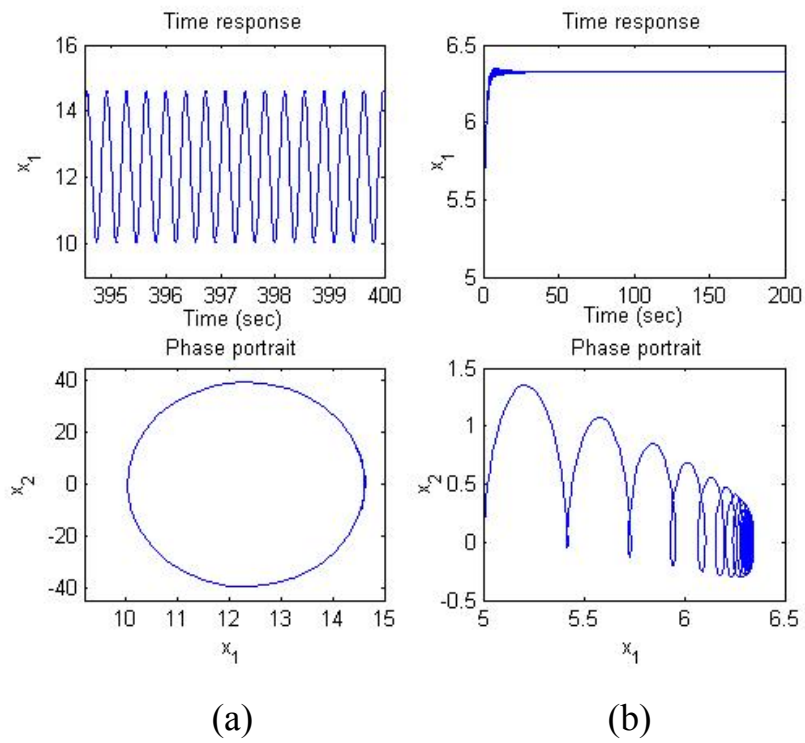 Time response
16
14
12
10
x1
395 396 397 398 399 400
Time (sec)
Time response
6.5
6
5.5
5
x1
0 50 100 150 200
Time (sec)
Phase portrait
40
20
0
-20
-40
x2
10 11 12 13 14 15
x1
Phase portrait
1.5
1
0.5
0
-0.5
x2
5 5.5 6 6.5
x1
(a) (b)